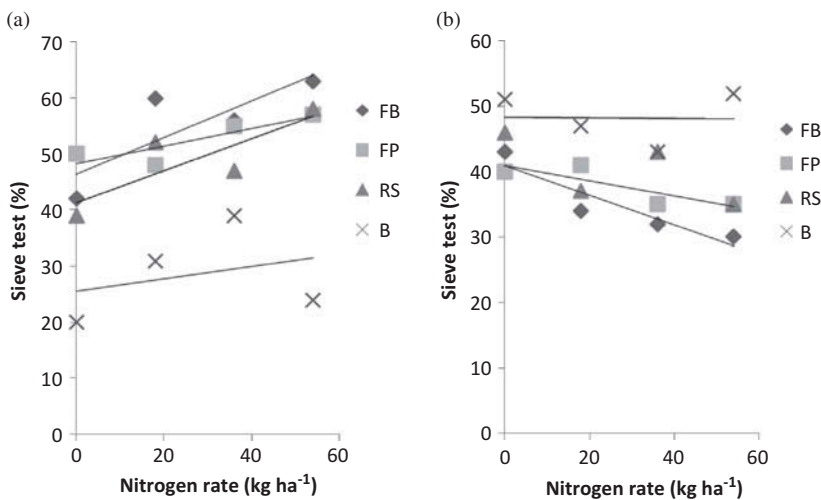 (a)
Sieve test (%)
70
60
50
40
30
20
10
0
0 20 40 60
Nitrogen rate (kg ha⁻¹)
FB
FP
RS
B
(b)
Sieve test (%)
60
50
40
30
20
10
0
0 20 40 60
Nitrogen rate (kg ha⁻¹)
FB
FP
RS
B